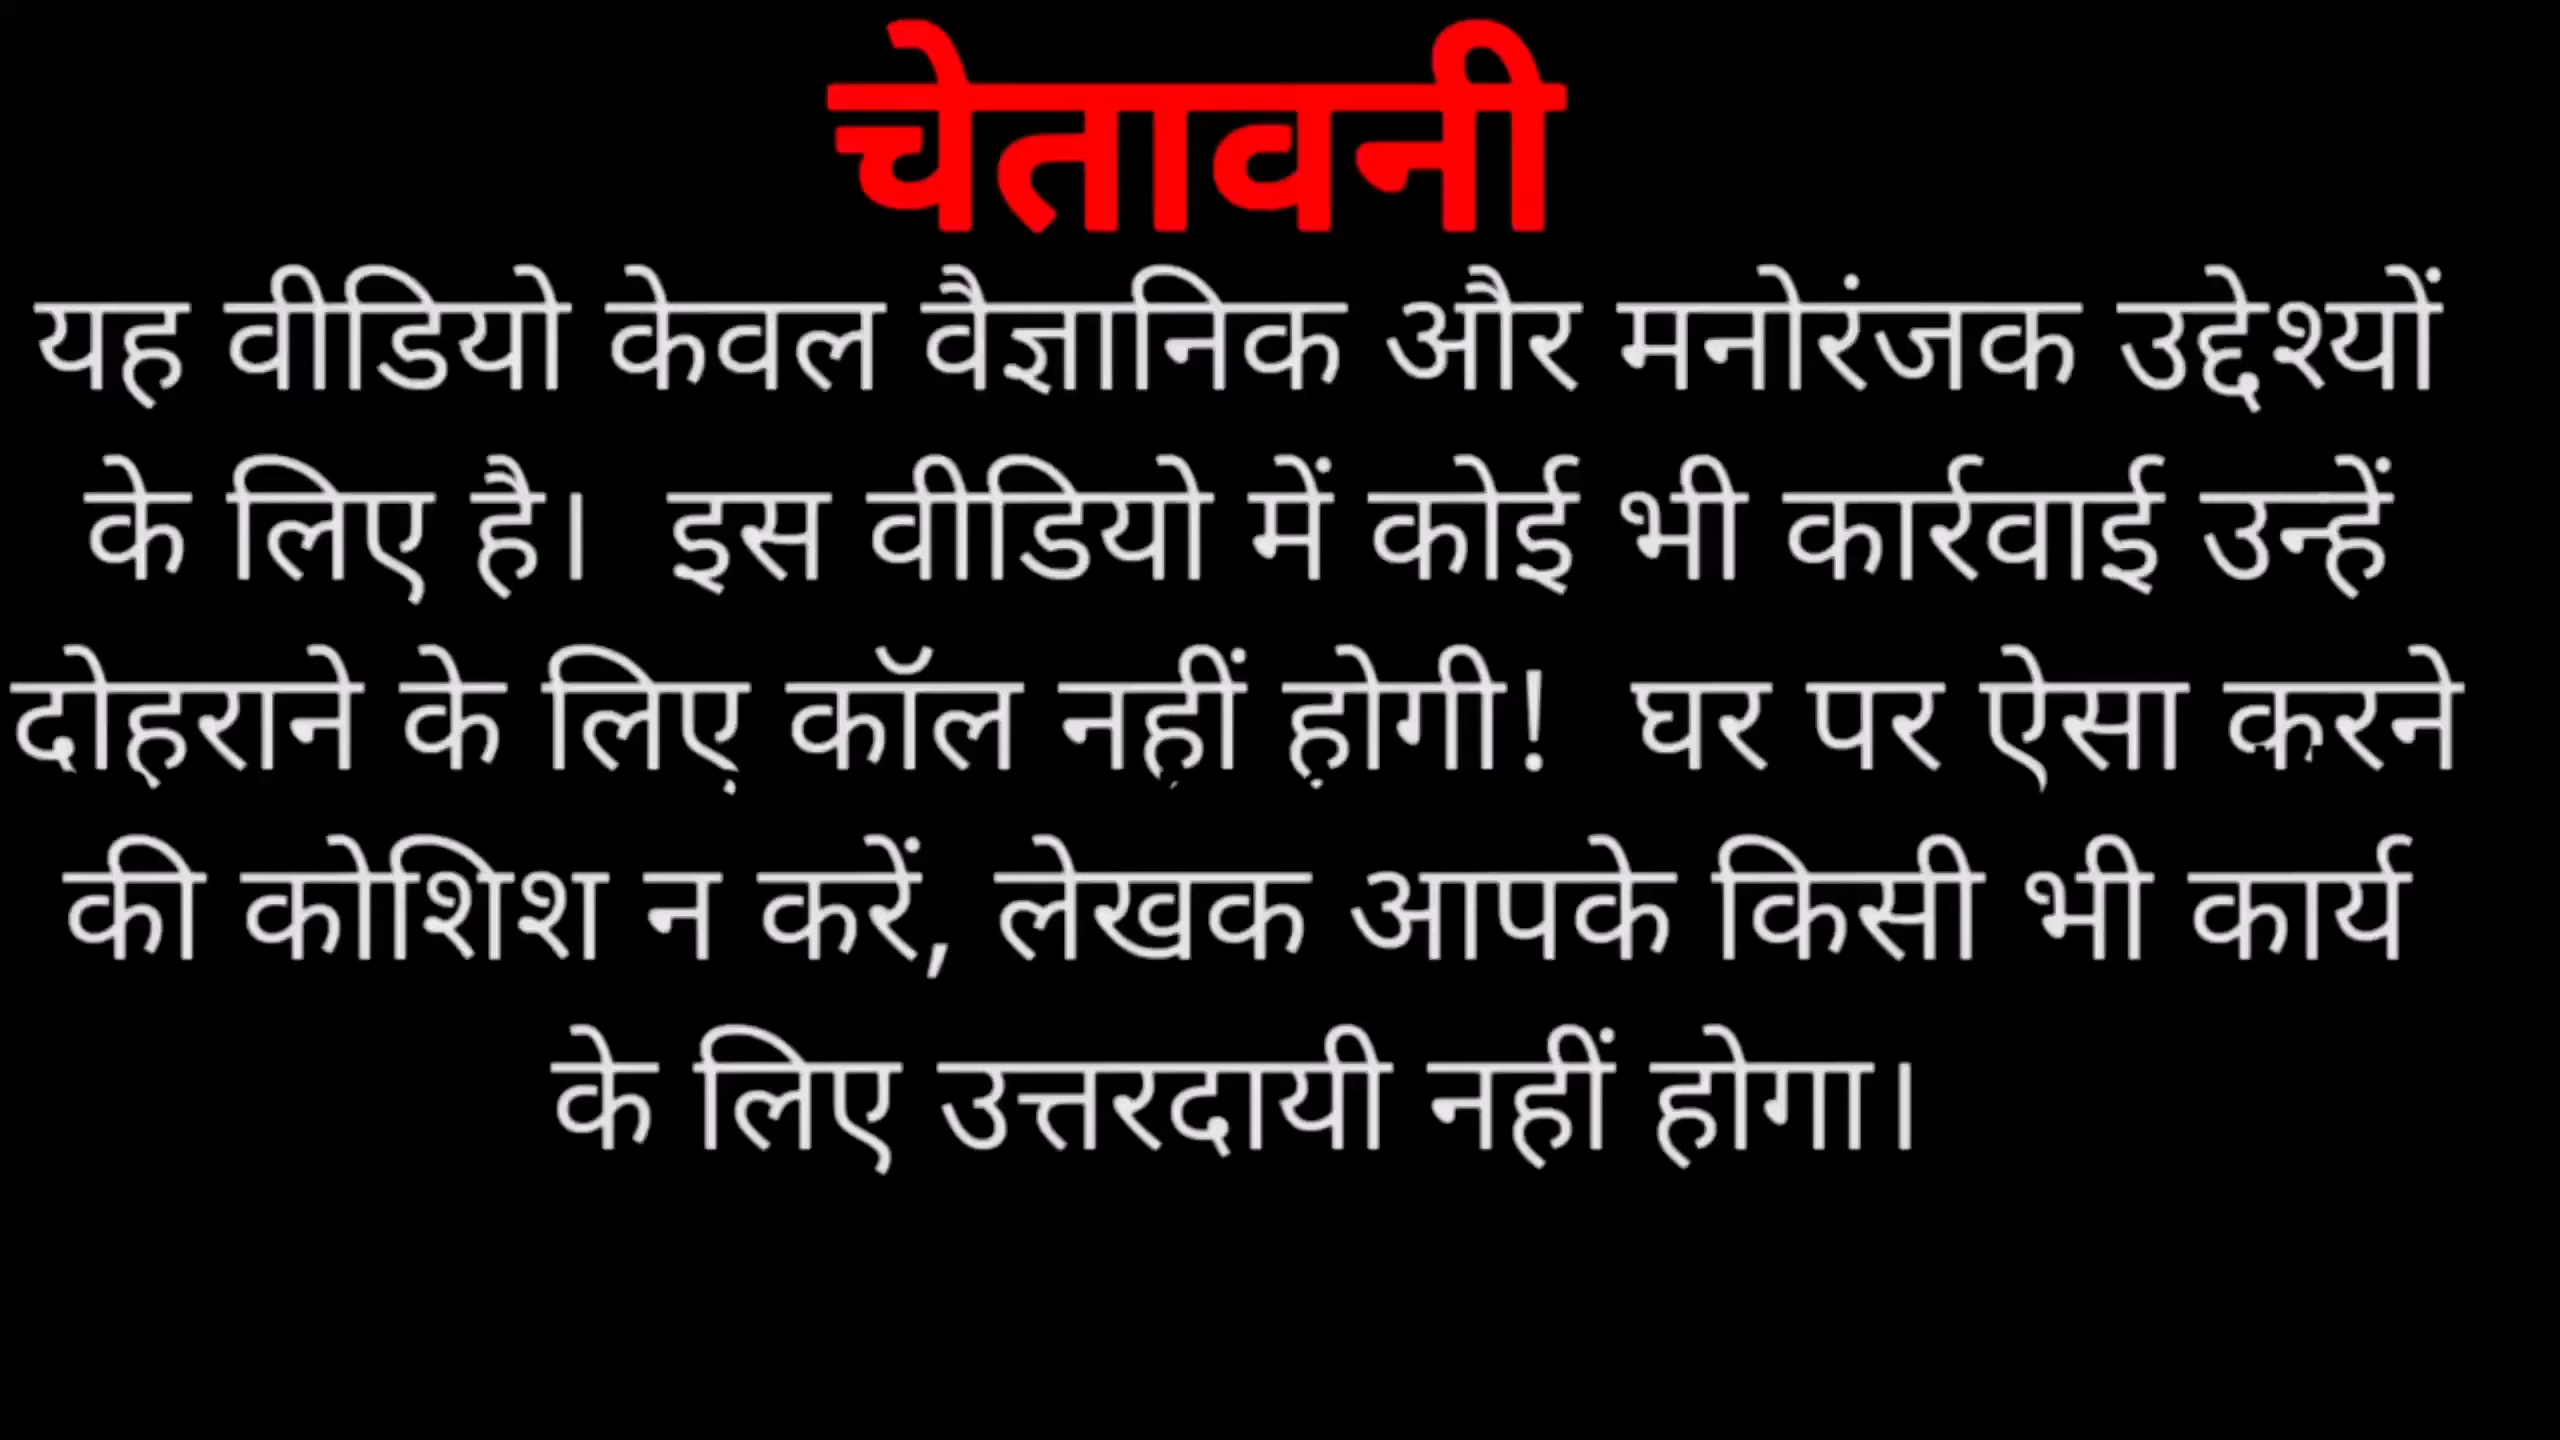 चेतावनी
यह वीडियो केवल वैज्ञानिक और मनोरंजक उद्देश्यों
के लिए है।  इस वीडियो में कोई भी कार्रवाई उन्हें
दोहराने के लिए कॉल नहीं होगी!  घर पर ऐसा करने
की कोशिश न करें, लेखक आपके किसी भी कार्य
के लिए उत्तरदायी नहीं होगा।